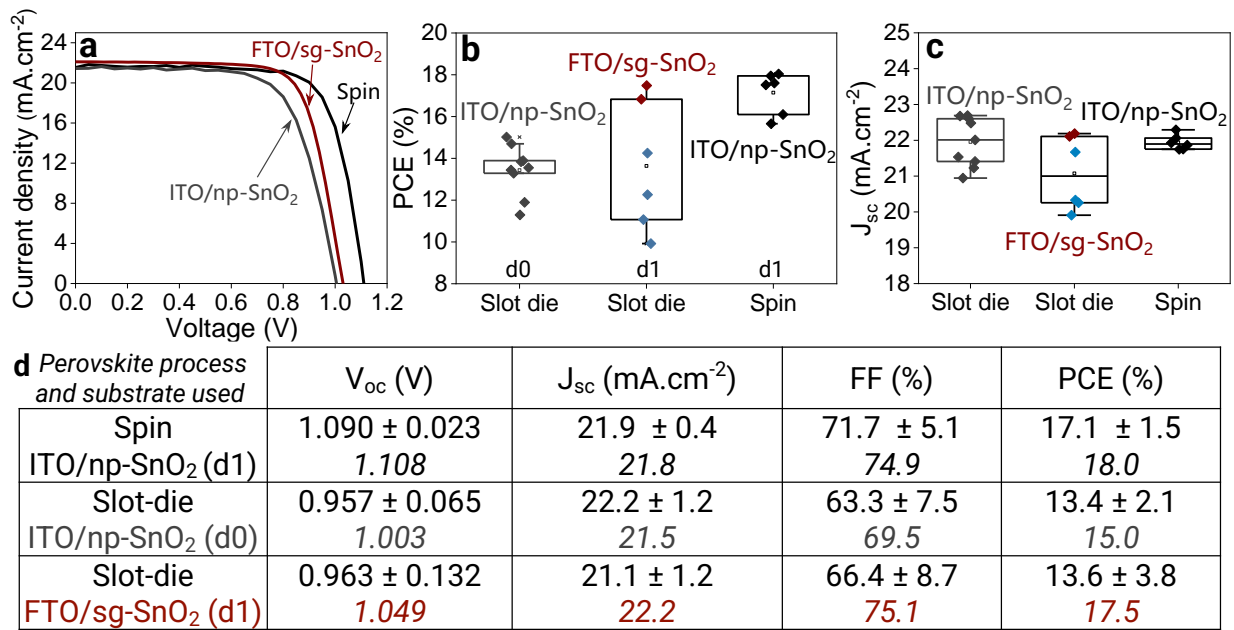 a
Current density (mA.cm⁻²)
24
20
16
12
8
4
0
0.0 0.2 0.4 0.6 0.8 1.0 1.2
Voltage (V)
FTO/sg-SnO₂
Spin
ITO/np-SnO₂
b
PCE (%)
20
18
16
14
12
10
8
FTO/sg-SnO₂
ITO/np-SnO₂
ITO/np-SnO₂
d0 d1 d1
Slot die Slot die Spin
c
J_sc (mA.cm⁻²)
25
24
23
22
21
20
19
18
ITO/np-SnO₂
ITO/np-SnO₂
FTO/sg-SnO₂
Slot die Slot die Spin
d Perovskite process and substrate used V_oc (V) J_sc (mA.cm⁻²) FF (%) PCE (%)
Spin 1.090 ± 0.023 21.9 ± 0.4 71.7 ± 5.1 17.1 ± 1.5
ITO/np-SnO₂ (d1) 1.108 21.8 74.9 18.0
Slot-die 0.957 ± 0.065 22.2 ± 1.2 63.3 ± 7.5 13.4 ± 2.1
ITO/np-SnO₂ (d0) 1.003 21.5 69.5 15.0
Slot-die 0.963 ± 0.132 21.1 ± 1.2 66.4 ± 8.7 13.6 ± 3.8
FTO/sg-SnO₂ (d1) 1.049 22.2 75.1 17.5